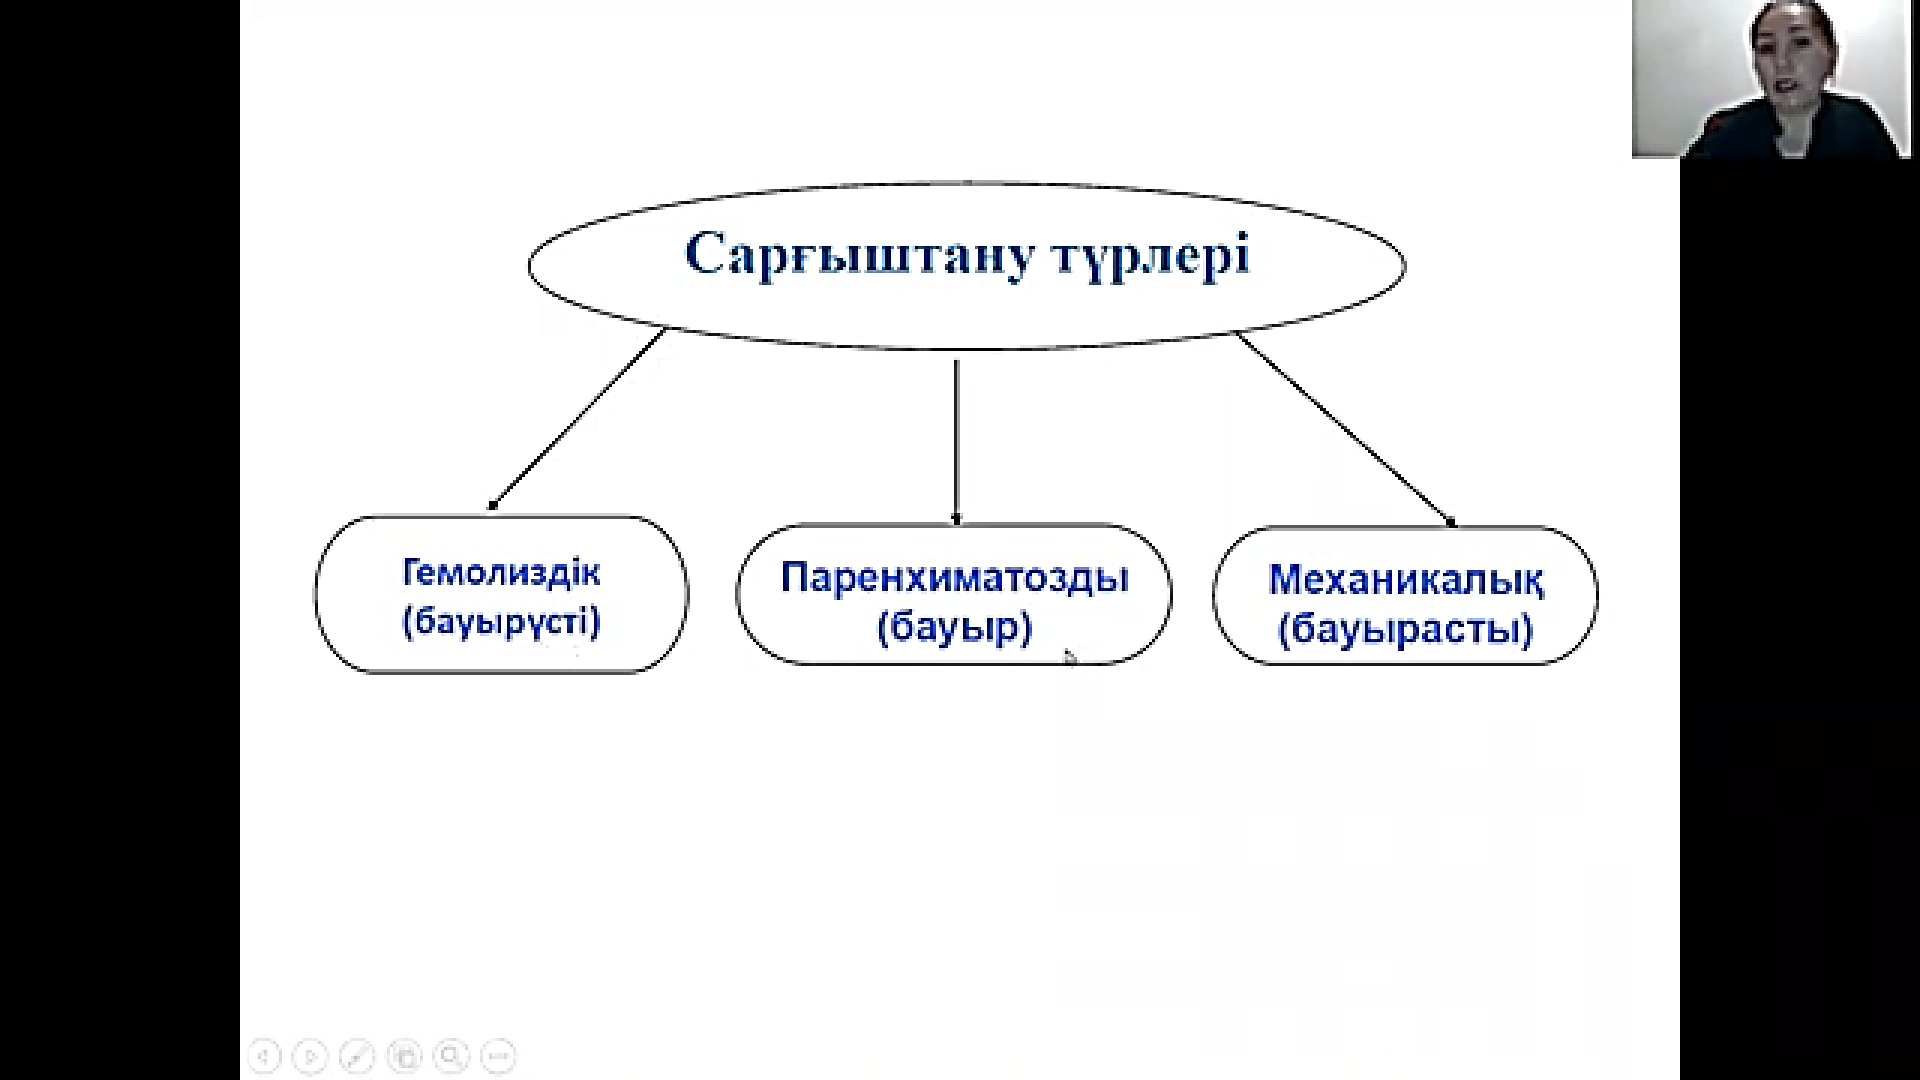 Сарғыштану түрлері
Гемолиздік
(бауырүсті)
Паренхиматозды
(бауыр)
Механикалық
(бауырасты)